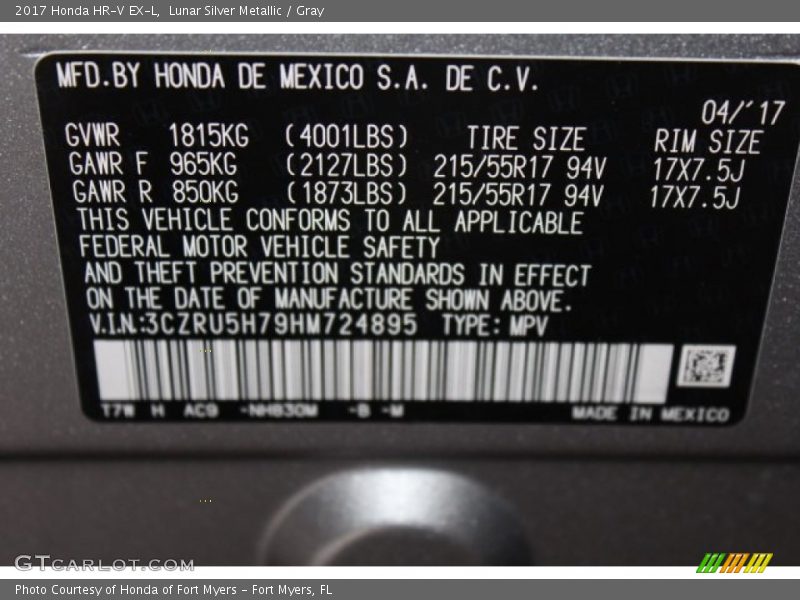 2017 Honda HR-V EX-L, Lunar Silver Metallic / Gray
MFD.BY HONDA DE MEXICO S.A. DE C.V.
04/'17
GVWR 1815KG (4001LBS) TIRE SIZE RIM SIZE
GAWR F 965KG (2127LBS) 215/55R17 94V 17X7.5J
GAWR R 850KG (1873LBS) 215/55R17 94V 17X7.5J
THIS VEHICLE CONFORMS TO ALL APPLICABLE
FEDERAL MOTOR VEHICLE SAFETY
AND THEFT PREVENTION STANDARDS IN EFFECT
ON THE DATE OF MANUFACTURE SHOWN ABOVE.
V.I.N.:3CZRU5H79HM724895 TYPE: MPV
T7W H AC9 -NH830M -B -M MADE IN MEXICO
GTCARLOT.COM
Photo Courtesy of Honda of Fort Myers - Fort Myers, FL